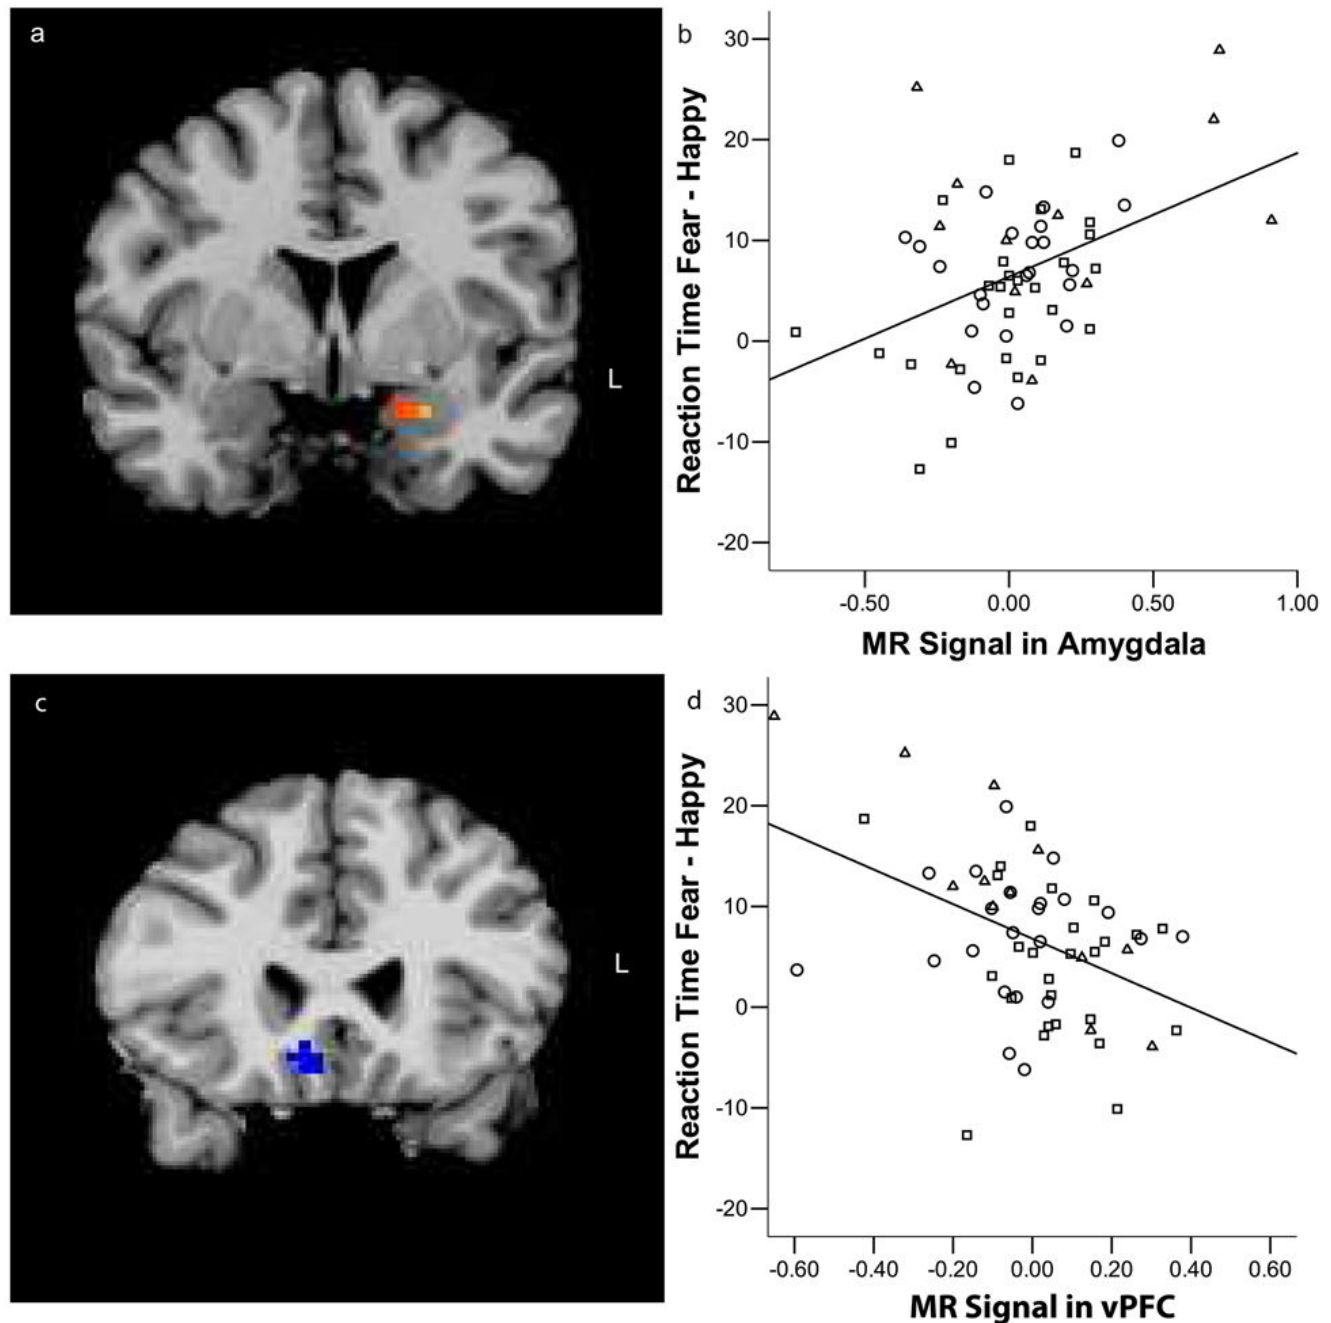 a
L
b
Reaction Time Fear - Happy
30
20
10
0
-10
-20
-0.50 0.00 0.50 1.00
MR Signal in Amygdala
c
L
d
Reaction Time Fear - Happy
30
20
10
0
-10
-20
-0.60 -0.40 -0.20 0.00 0.20 0.40 0.60
MR Signal in vPFC